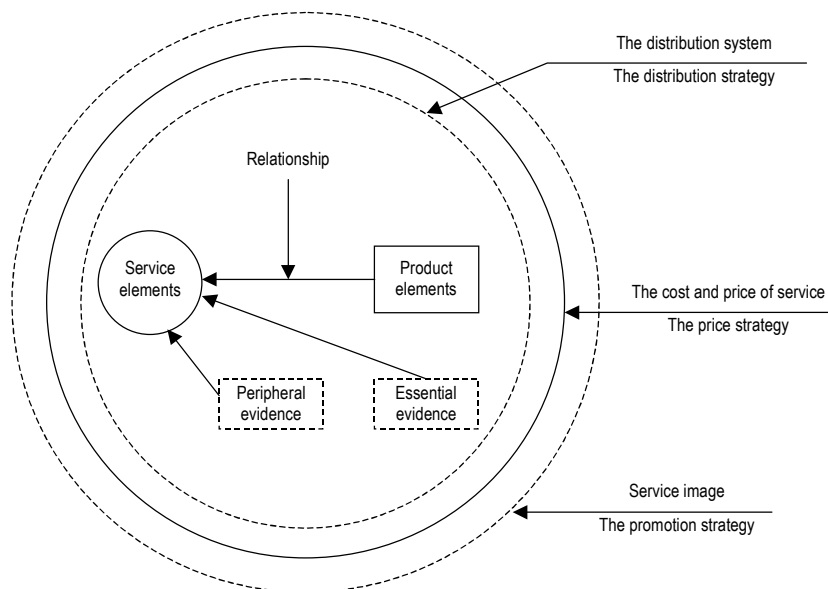 The distribution system
The distribution strategy
Relationship
Service
elements
Product
elements
The cost and price of service
The price strategy
Peripheral
evidence
Essential
evidence
Service image
The promotion strategy